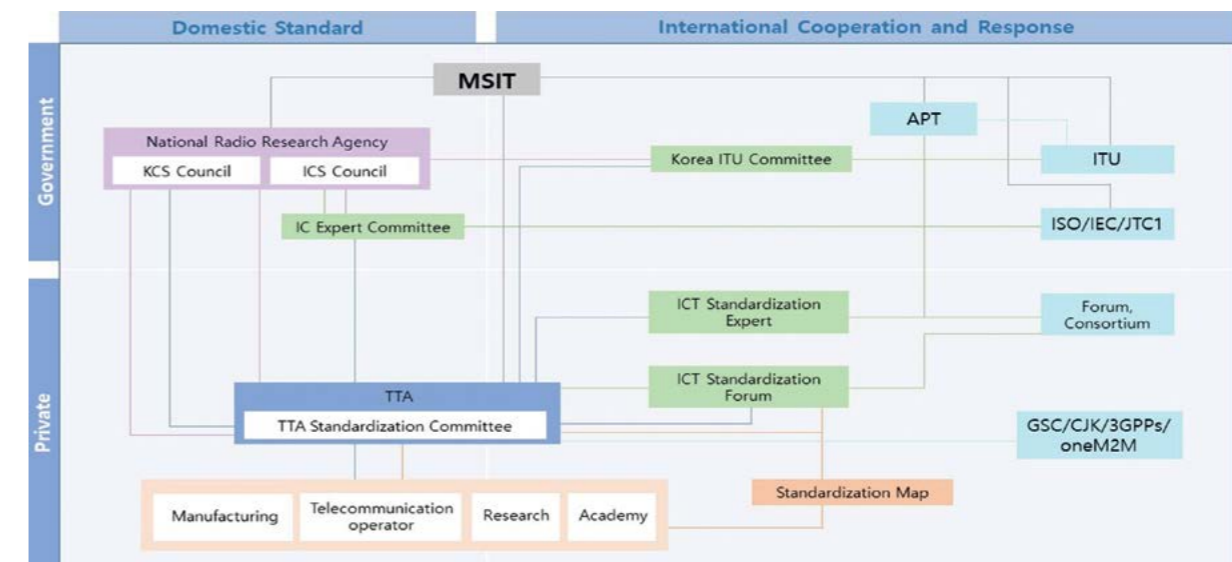 Domestic Standard
International Cooperation and Response
Government
MSIT
APT
National Radio Research Agency
KCS Council
ICS Council
Korea ITU Committee
ITU
IC Expert Committee
ISO/IEC/JTC1
Private
ICT Standardization
Expert
Forum,
Consortium
TTA
TTA Standardization Committee
ICT Standardization
Forum
GSC/CJK/3GPPs/
oneM2M
Standardization Map
Manufacturing
Telecommunication
operator
Research
Academy